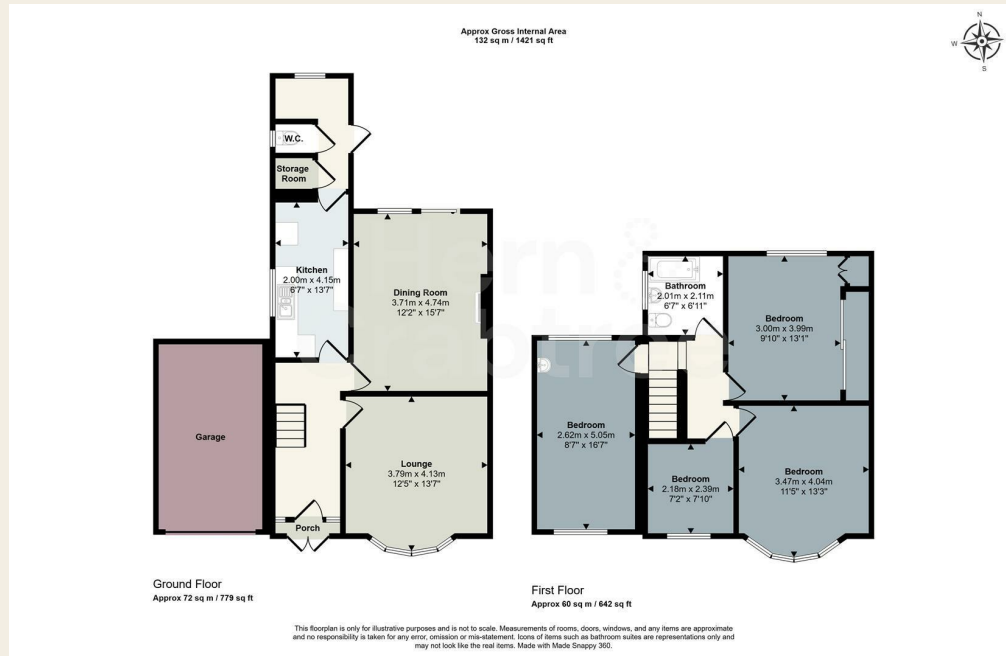 Approx Gross Internal Area
132 sq m / 1421 sq ft
N
W
S
W.C.
Storage
Room
Kitchen
2.00m x 4.15m
6'7" x 13'7"
Dining Room
3.71m x 4.74m
12'2" x 15'7"
Garage
Lounge
3.79m x 4.13m
12'5" x 13'7"
Porch
Bathroom
2.01m x 2.11m
6'7" x 6'11"
Bedroom
3.00m x 3.99m
9'10" x 13'1"
Bedroom
2.62m x 5.05m
8'7" x 16'7"
Bedroom
2.18m x 2.39m
7'2" x 7'10"
Bedroom
3.47m x 4.04m
11'5" x 13'3"
Hern &
Crabtree
Ground Floor
Approx 72 sq m / 779 sq ft
First Floor
Approx 60 sq m / 642 sq ft
This floorplan is only for illustrative purposes and is not to scale. Measurements of rooms, doors, windows, and any items are approximate
and no responsibility is taken for any error, omission or mis-statement. Icons of items such as bathroom suites are representations only and
may not look like the real items. Made with Made Snappy 360.